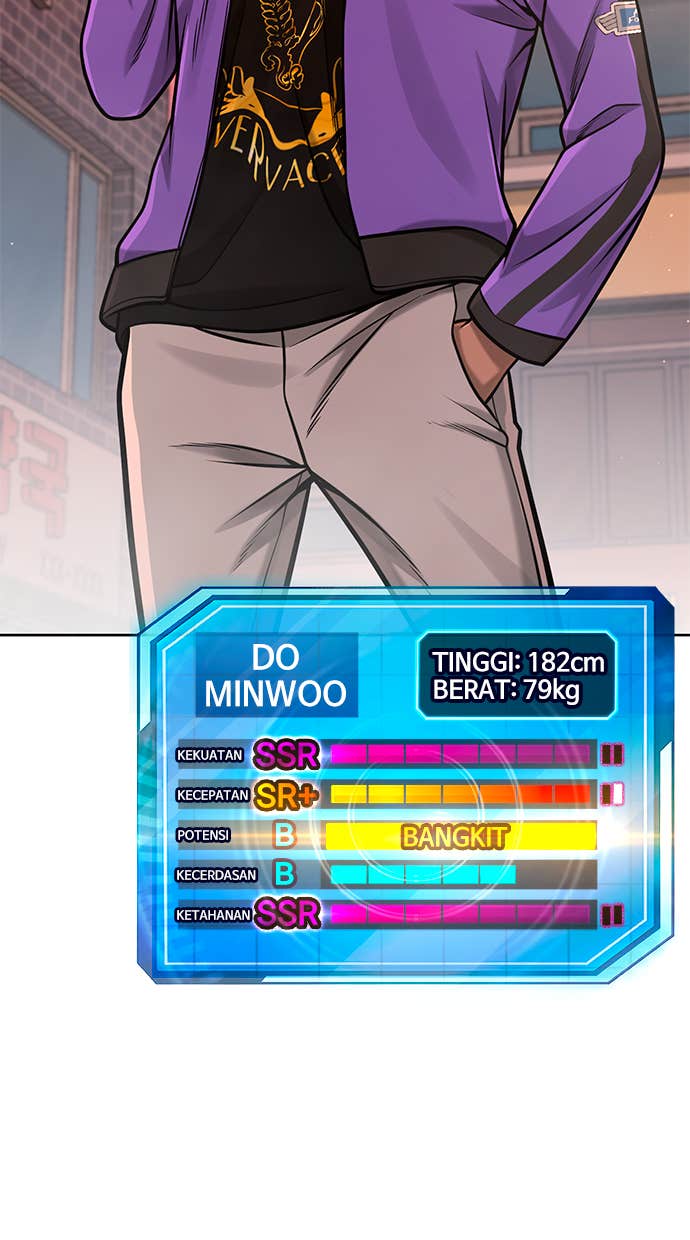 VERVACE
DO
MINWOO
TINGGI: 182cm
BERAT: 79kg
KEKUATAN SSR
KECEPATAN SR+
POTENSI B BANGKIT
KECERDASAN B
KETAHANAN SSR